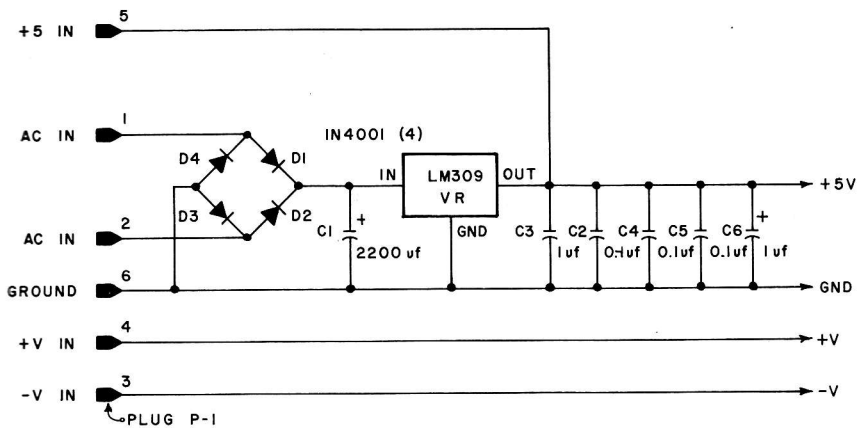 +5 IN 5
AC IN 1
IN4001 (4)
D4 D1
IN LM309 OUT
VR
+5V
D3 D2
AC IN 2
GND
C1 +
2200uf
C3 C2 C4 C5 C6 +
1uf 0.1uf 0.1uf 0.1uf 1uf
GROUND 6
GND
+V IN 4
+V
-V IN 3
-V
PLUG P-1